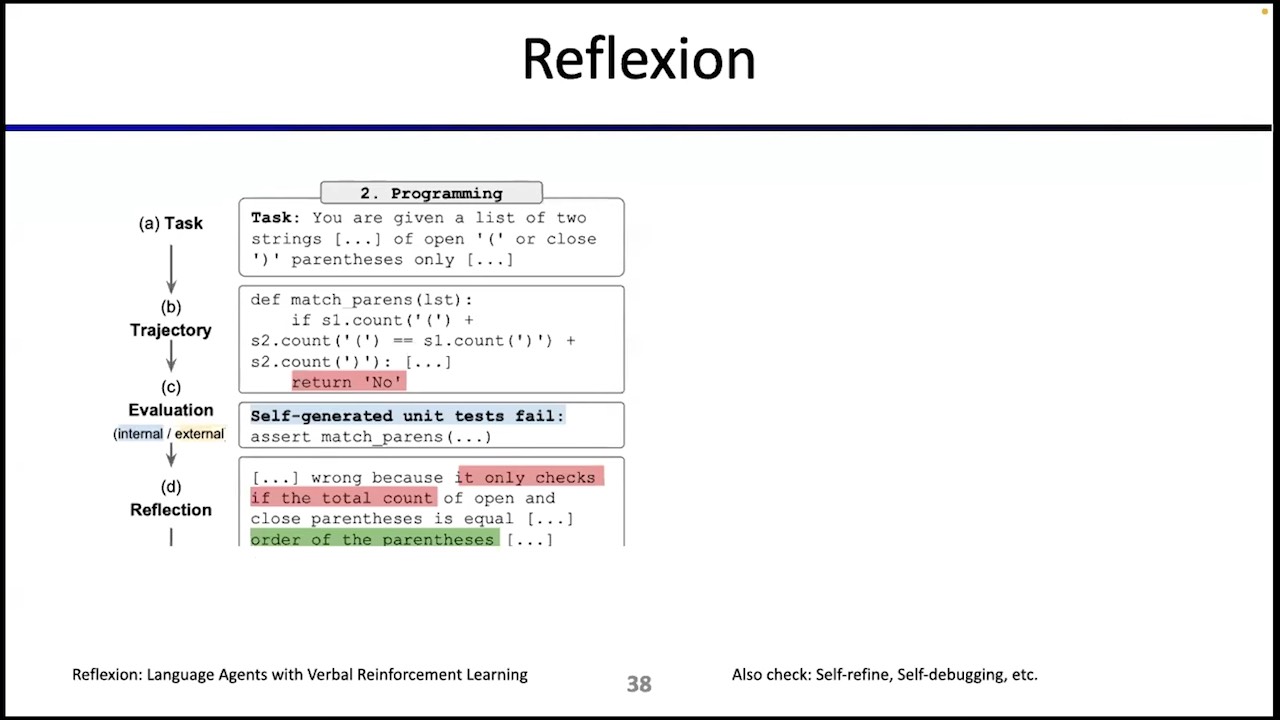 Reflexion
2. Programming
(a) Task
Task: You are given a list of two
strings [...] of open '(' or close
')' parentheses only [...]
(b)
Trajectory
def match_parens(lst):
if s1.count('(') +
s2.count('(') == s1.count(')') +
s2.count(')'): [...]
return 'No'
(c)
Evaluation
(internal / external
Self-generated unit tests fail:
assert match_parens(...)
(d)
Reflection
[...] wrong because it only checks
if the total count of open and
close parentheses is equal [...]
order of the parentheses [...]
Reflexion: Language Agents with Verbal Reinforcement Learning
38
Also check: Self-refine, Self-debugging, etc.